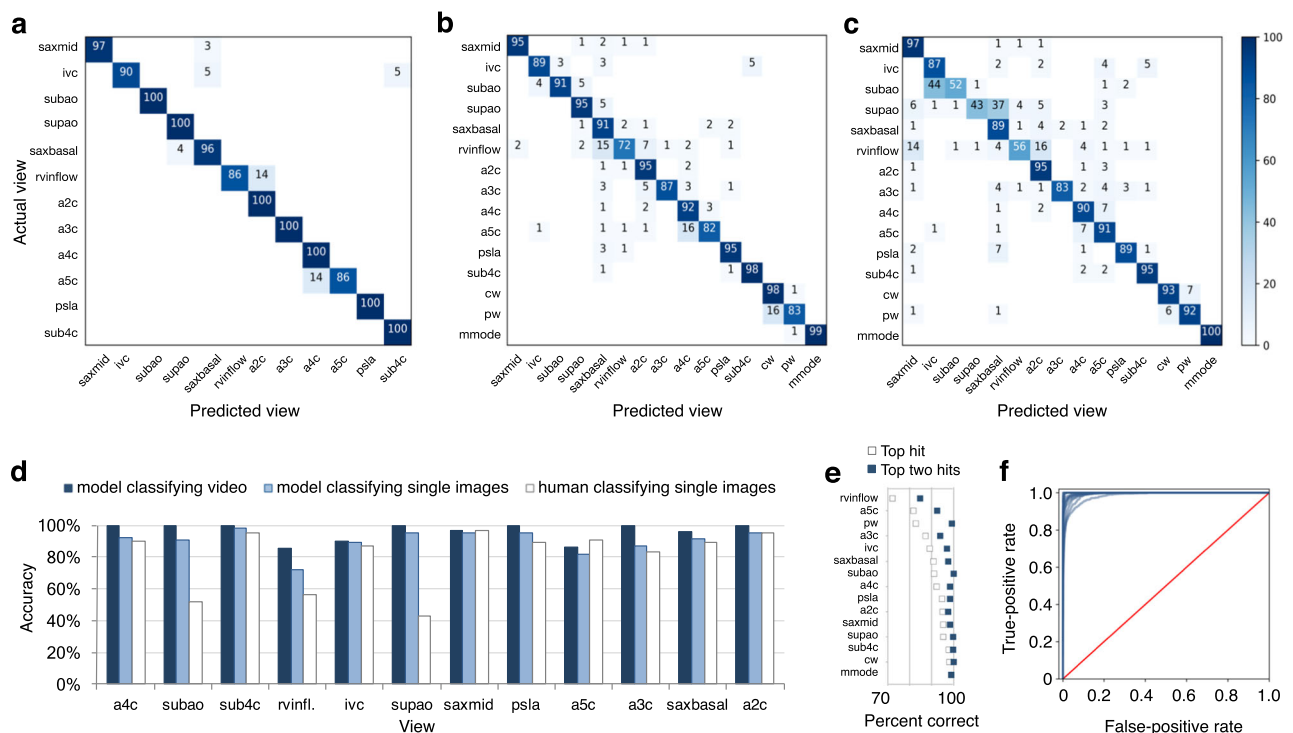 a
Actual view
saxmid 97 3
ivc 90 5 5
subao 100
supao 100
saxbasal 4 96
rvinflow 86 14
a2c 100
a3c 100
a4c 100
a5c 14 86
psla 100
sub4c 100
saxmid ivc subao supao saxbasal rvinflow a2c a3c a4c a5c psla sub4c
Predicted view
b
saxmid 95 1 2 1 1
ivc 89 3 3 5
subao 4 91 5
supao 95 5
saxbasal 1 91 2 1 2 2
rvinflow 2 2 15 72 7 1 2 1
a2c 1 1 95 2
a3c 3 5 87 3 1
a4c 1 2 92 3
a5c 1 1 1 1 16 82
psla 3 1 95
sub4c 1 1 98
cw 98 1
pw 16 83
mmode 1 99
saxmid ivc subao supao saxbasal rvinflow a2c a3c a4c a5c psla sub4c cw pw mmode
Predicted view
c
saxmid 97 1 1 1
ivc 87 2 2 4 5
subao 44 52 1 1 2
supao 6 1 1 43 37 4 5 3
saxbasal 1 89 1 4 2 1 2
rvinflow 14 1 1 4 56 16 4 1 1 1
a2c 1 95 1 3
a3c 1 4 1 1 83 2 4 3 1
a4c 1 2 90 7
a5c 1 1 7 91
psla 2 7 1 1 89 1
sub4c 1 2 2 95
cw 93 7
pw 1 1 6 92
mmode 100
saxmid ivc subao supao saxbasal rvinflow a2c a3c a4c a5c psla sub4c cw pw mmode
Predicted view
100
80
60
40
20
0
d
model classifying video model classifying single images human classifying single images
Accuracy
100%
80%
60%
40%
20%
0%
a4c subao sub4c rvinfl. ivc supao saxmid psla a5c a3c saxbasal a2c
View
e
Top hit
Top two hits
rvinflow
a5c
pw
a3c
ivc
saxbasal
subao
a4c
psla
a2c
saxmid
supao
sub4c
cw
mmode
70 100
Percent correct
f
True-positive rate
1.0
0.8
0.6
0.4
0.2
0
0 0.2 0.4 0.6 0.8 1.0
False-positive rate